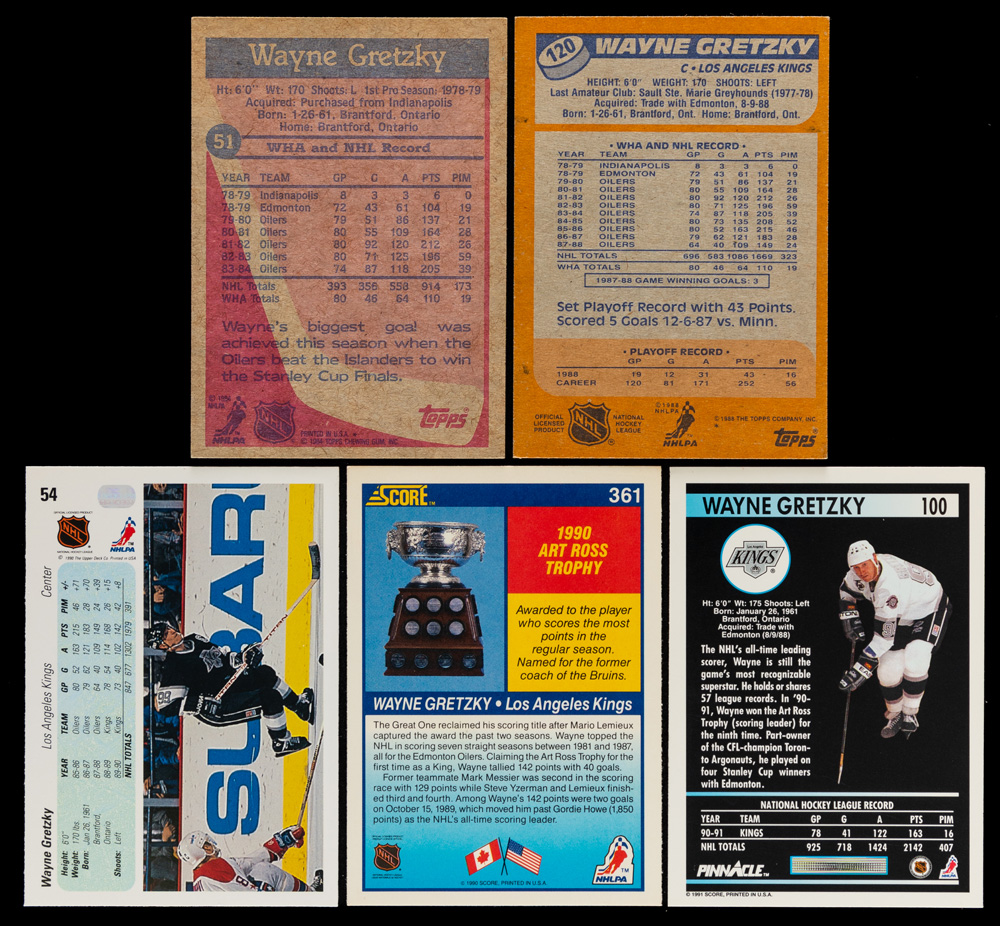 Wayne Gretzky
Ht: 6'0" Wt: 170 Shoots: L 1st Pro Season: 1978-79
Acquired: Purchased from Indianapolis
Born: 1-26-61, Brantford, Ontario
Home: Brantford, Ontario
51
WHA and NHL Record
YEAR TEAM GP G A PTS PIM
78-79 Indianapolis 8 3 3 6 0
78-79 Edmonton 72 43 61 104 19
79-80 Oilers 79 51 86 137 21
80-81 Oilers 80 55 109 164 28
81-82 Oilers 80 92 120 212 26
82-83 Oilers 80 71 125 196 59
83-84 Oilers 74 87 118 205 39
NHL Totals 393 356 558 914 173
WHA Totals 80 46 64 110 19
Wayne's biggest goal was
achieved this season when the
Oilers beat the Islanders to win
the Stanley Cup Finals.
© 1984
NHLPA
NHLPA
NHL
PRINTED IN U.S.A.
© 1984 TOPPS CHEWING GUM, INC.
topps
120
WAYNE GRETZKY
C • LOS ANGELES KINGS
HEIGHT: 6'0" WEIGHT: 170 SHOOTS: LEFT
Last Amateur Club: Sault Ste. Marie Greyhounds (1977-78)
Acquired: Trade with Edmonton, 8-9-88
Born: 1-26-61, Brantford, Ont. Home: Brantford, Ont.
• WHA AND NHL RECORD •
YEAR TEAM GP G A PTS PIM
78-79 INDIANAPOLIS 8 3 3 6 0
78-79 EDMONTON 72 43 61 104 19
79-80 OILERS 79 51 86 137 21
80-81 OILERS 80 55 109 164 28
81-82 OILERS 80 92 120 212 26
82-83 OILERS 80 71 125 196 59
83-84 OILERS 74 87 118 205 39
84-85 OILERS 80 73 135 208 52
85-86 OILERS 80 52 163 215 46
86-87 OILERS 79 62 121 183 28
87-88 OILERS 64 40 109 149 24
NHL TOTALS 696 583 1086 1669 323
WHA TOTALS 80 46 64 110 19
1987-88 GAME WINNING GOALS: 3
Set Playoff Record with 43 Points.
Scored 5 Goals 12-6-87 vs. Minn.
• PLAYOFF RECORD •
GP G A PTS PIM
1988 19 12 31 43 16
CAREER 120 81 171 252 56
OFFICIAL
LICENSED
PRODUCT
NHL
NATIONAL
HOCKEY
LEAGUE
© 1988
NHLPA
NHLPA
© 1988 THE TOPPS COMPANY, INC.
topps
54
NHL
NHLPA
© 1990 The Upper Deck Co. Printed in USA
Wayne Gretzky Los Angeles Kings Center
Height: 6'0"
Weight: 170 lbs.
Born: Jan 26, 1961
Brantford,
Ontario
Shoots: Left
YEAR TEAM GP G A PTS PIM +/-
85-86 Oilers 80 52 163 215 46 +71
86-87 Oilers 79 62 121 183 28 +70
87-88 Oilers 64 40 109 149 24 +39
88-89 Kings 78 54 114 168 26 +15
89-90 Kings 73 40 102 142 42 +8
NHL TOTALS 847 677 1302 1979 391
SUBARU
99
SCORE
361
1990
ART ROSS
TROPHY
Awarded to the player
who scores the most
points in the
regular season.
Named for the former
coach of the Bruins.
WAYNE GRETZKY • Los Angeles Kings
The Great One reclaimed his scoring title after Mario Lemieux
captured the award the past two seasons. Wayne topped the
NHL in scoring seven straight seasons between 1981 and 1987,
all for the Edmonton Oilers. Claiming the Art Ross Trophy for the
first time as a King, Wayne tallied 142 points with 40 goals.
Former teammate Mark Messier was second in the scoring
race with 129 points while Steve Yzerman and Lemieux finish-
ed third and fourth. Among Wayne's 142 points were two goals
on October 15, 1989, which moved him past Gordie Howe (1,850
points) as the NHL's all-time scoring leader.
NHL
NHLPA
© 1990 SCORE, PRINTED IN U.S.A.
WAYNE GRETZKY 100
KINGS
Ht: 6'0" Wt: 175 Shoots: Left
Born: January 26, 1961
Brantford, Ontario
Acquired: Trade with
Edmonton (8/9/88)
The NHL's all-time leading
scorer, Wayne is still the
game's most recognizable
superstar. He holds or shares
57 league records. In '90-
91, Wayne won the Art Ross
Trophy (scoring leader) for
the ninth time. Part-owner
of the CFL-champion Toron-
to Argonauts, he played on
four Stanley Cup winners
with Edmonton.
NATIONAL HOCKEY LEAGUE RECORD
YEAR TEAM GP G A PTS PIM
90-91 KINGS 78 41 122 163 16
NHL TOTALS 925 718 1424 2142 407
PINNACLE
NHL
NHLPA
© 1991 SCORE, PRINTED IN U.S.A.